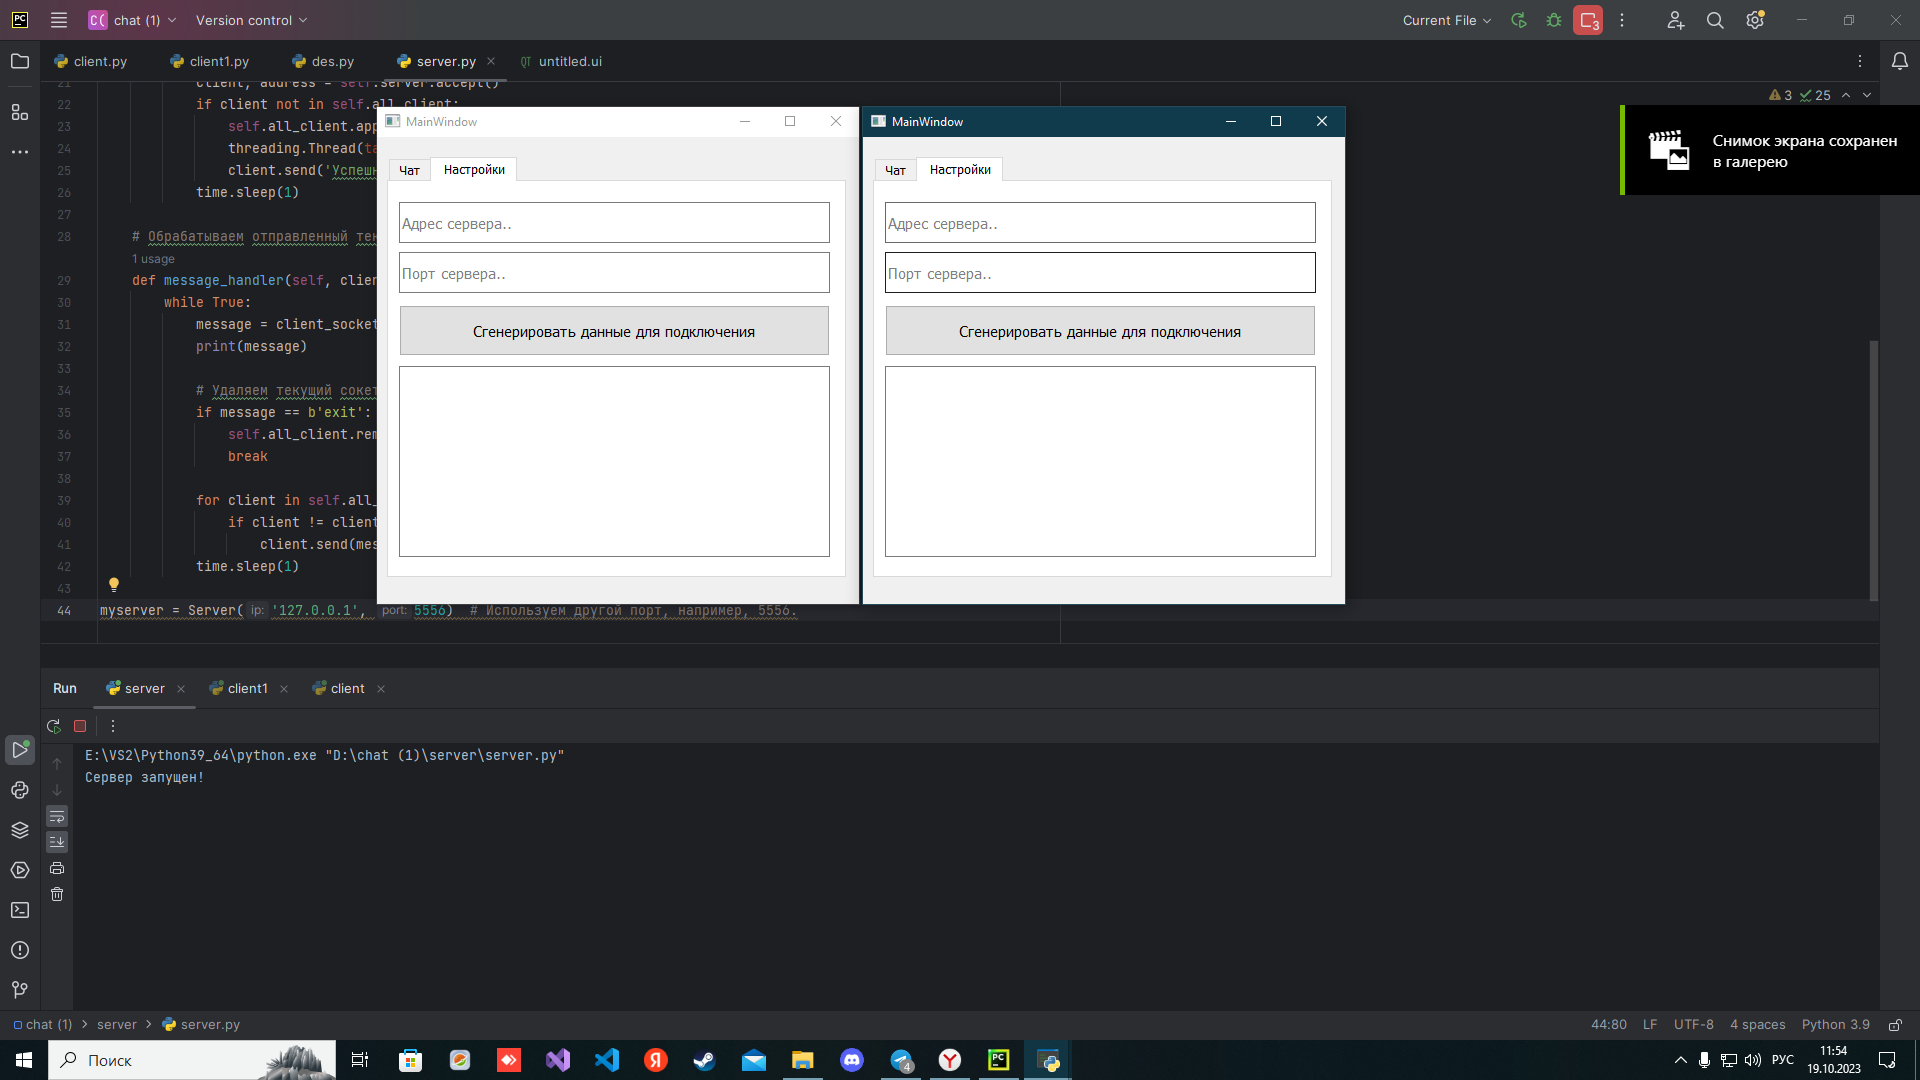 PC
C( chat (1)
Version control
Current File
3
client.py
client1.py
des.py
server.py
untitled.ui
3
25
21 client, address = self.server.accept()
22 if client not in self.all_client:
23 self.all_client.app
24 threading.Thread(ta
25 client.send('Успешн
26 time.sleep(1)
27
28 # Обрабатываем отправленный тек
1 usage
29 def message_handler(self, clien
30 while True:
31 message = client_socket
32 print(message)
33
34 # Удаляем текущий сокет
35 if message == b'exit':
36 self.all_client.rem
37 break
38
39 for client in self.all_
40 if client != client
41 client.send(mes
42 time.sleep(1)
43
44 myserver = Server( ip: '127.0.0.1', port: 5556) # Используем другой порт, например, 5556.
MainWindow
Чат
Настройки
Адрес сервера..
Порт сервера..
Сгенерировать данные для подключения
MainWindow
Чат
Настройки
Адрес сервера..
Порт сервера..
Сгенерировать данные для подключения
Снимок экрана сохранен
в галерею
Run
server
client1
client
E:\VS2\Python39_64\python.exe "D:\chat (1)\server\server.py"
Сервер запущен!
chat (1) > server > server.py
44:80
LF
UTF-8
4 spaces
Python 3.9
Поиск
Я
4
Y
PC
РУС
11:54
19.10.2023